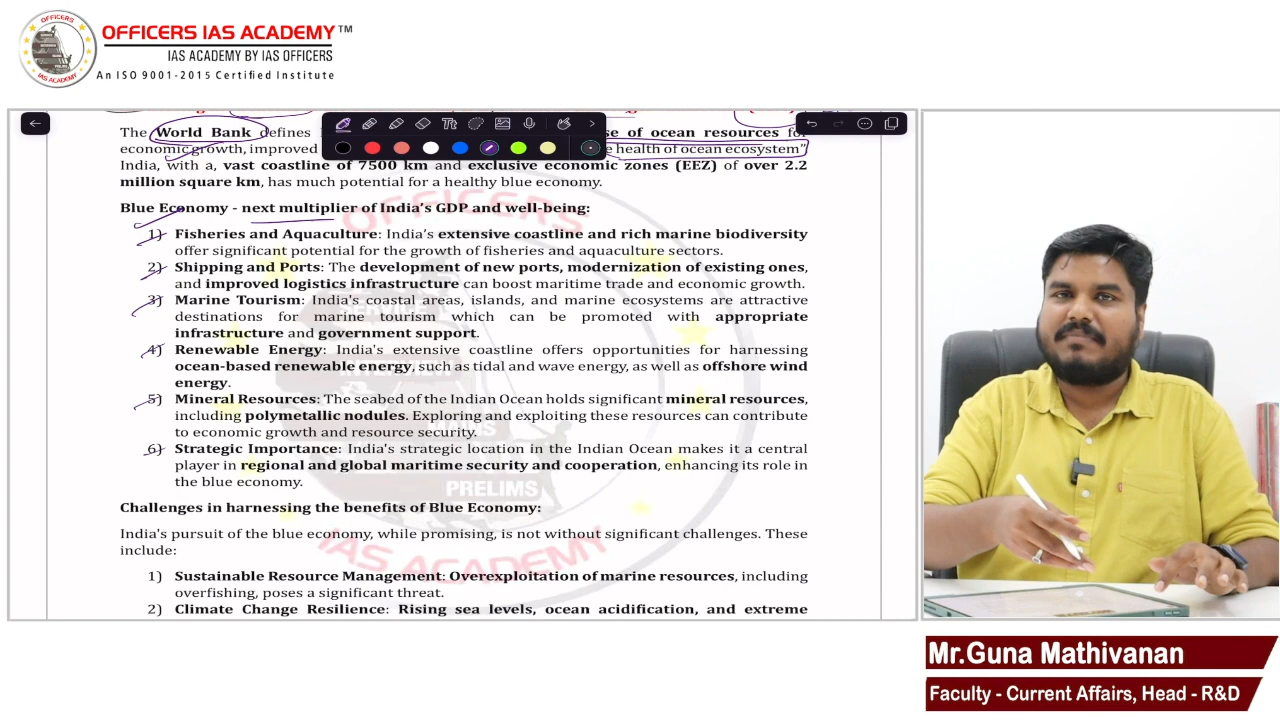 OFFICERS
IAS ACADEMY
OFFICERS IAS ACADEMY™
IAS ACADEMY BY IAS OFFICERS
An ISO 9001-2015 Certified Institute
The World Bank defines
se of ocean resources for
economic growth, improved
health of ocean ecosystem”
India, with a, vast coastline of 7500 km and exclusive economic zones (EEZ) of over 2.2
million square km, has much potential for a healthy blue economy.
Blue Economy - next multiplier of India’s GDP and well-being:
1) Fisheries and Aquaculture: India’s extensive coastline and rich marine biodiversity
offer significant potential for the growth of fisheries and aquaculture sectors.
2) Shipping and Ports: The development of new ports, modernization of existing ones,
and improved logistics infrastructure can boost maritime trade and economic growth.
3) Marine Tourism: India's coastal areas, islands, and marine ecosystems are attractive
destinations for marine tourism which can be promoted with appropriate
infrastructure and government support.
4) Renewable Energy: India's extensive coastline offers opportunities for harnessing
ocean-based renewable energy, such as tidal and wave energy, as well as offshore wind
energy.
5) Mineral Resources: The seabed of the Indian Ocean holds significant mineral resources,
including polymetallic nodules. Exploring and exploiting these resources can contribute
to economic growth and resource security.
6) Strategic Importance: India's strategic location in the Indian Ocean makes it a central
player in regional and global maritime security and cooperation, enhancing its role in
the blue economy.
PRELIMS
Challenges in harnessing the benefits of Blue Economy:
India's pursuit of the blue economy, while promising, is not without significant challenges. These
include:
1) Sustainable Resource Management: Overexploitation of marine resources, including
overfishing, poses a significant threat.
2) Climate Change Resilience: Rising sea levels, ocean acidification, and extreme
OFFICERS
IAS ACADEMY
Mr.Guna Mathivanan
Faculty - Current Affairs, Head - R&D